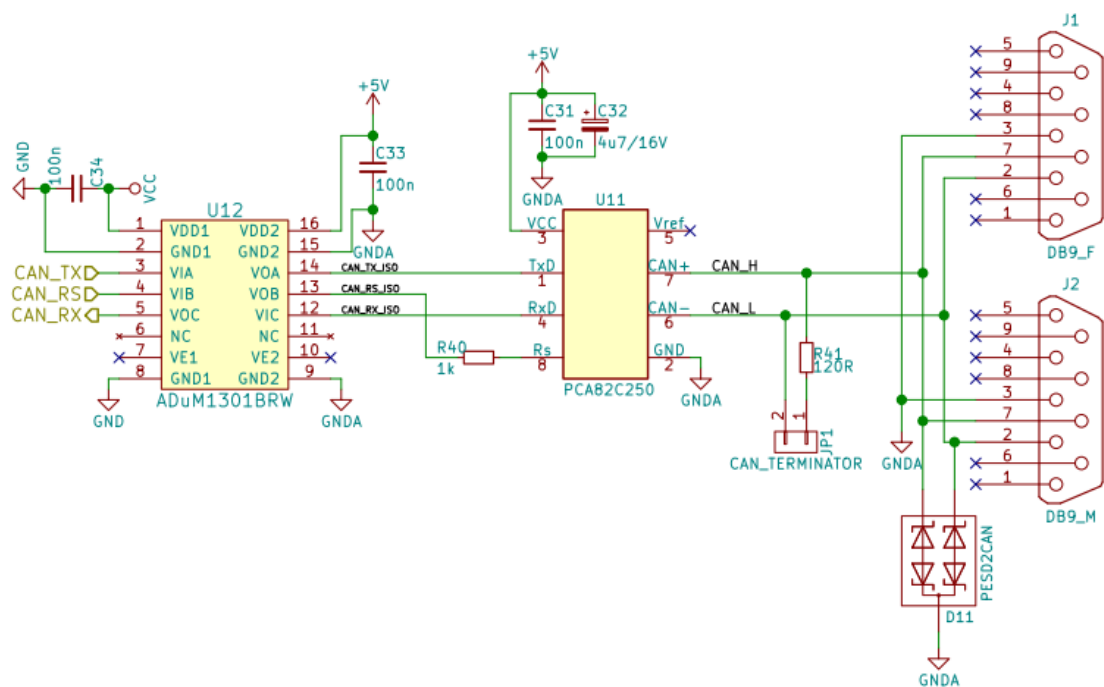 J1
5
9
4
8
3
7
2
6
1
DB9_F
+5V
C31
100n
C32
4u7/16V
GNDA
+5V
C33
100n
GNDA
GND
100n
C34
VCC
U12
1 VDD1 VDD2 16
2 GND1 GND2 15
CAN_TX 3 VIA VOA 14 CAN_TX_ISO
CAN_RS 4 VIB VOB 13 CAN_RS_ISO
CAN_RX 5 VOC VIC 12 CAN_RX_ISO
6 NC NC 11
7 VE1 VE2 10
8 GND1 GND2 9
ADuM1301BRW
GND
GNDA
R40
1k
U11
VCC 3
Vref 5
TxD 1
CAN+ 7
CAN_H
RxD 4
CAN- 6
CAN_L
Rs 8
GND 2
PCA82C250
GNDA
R41
120R
2
1
JP1
CAN_TERMINATOR
GNDA
J2
5
9
4
8
3
7
2
6
1
DB9_M
PESD2CAN
D11
GNDA